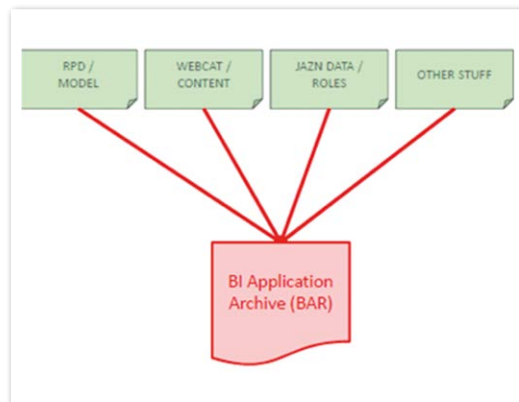 RPD /
MODEL
WEBCAT /
CONTENT
JAZN DATA /
ROLES
OTHER STUFF
BI Application
Archive (BAR)